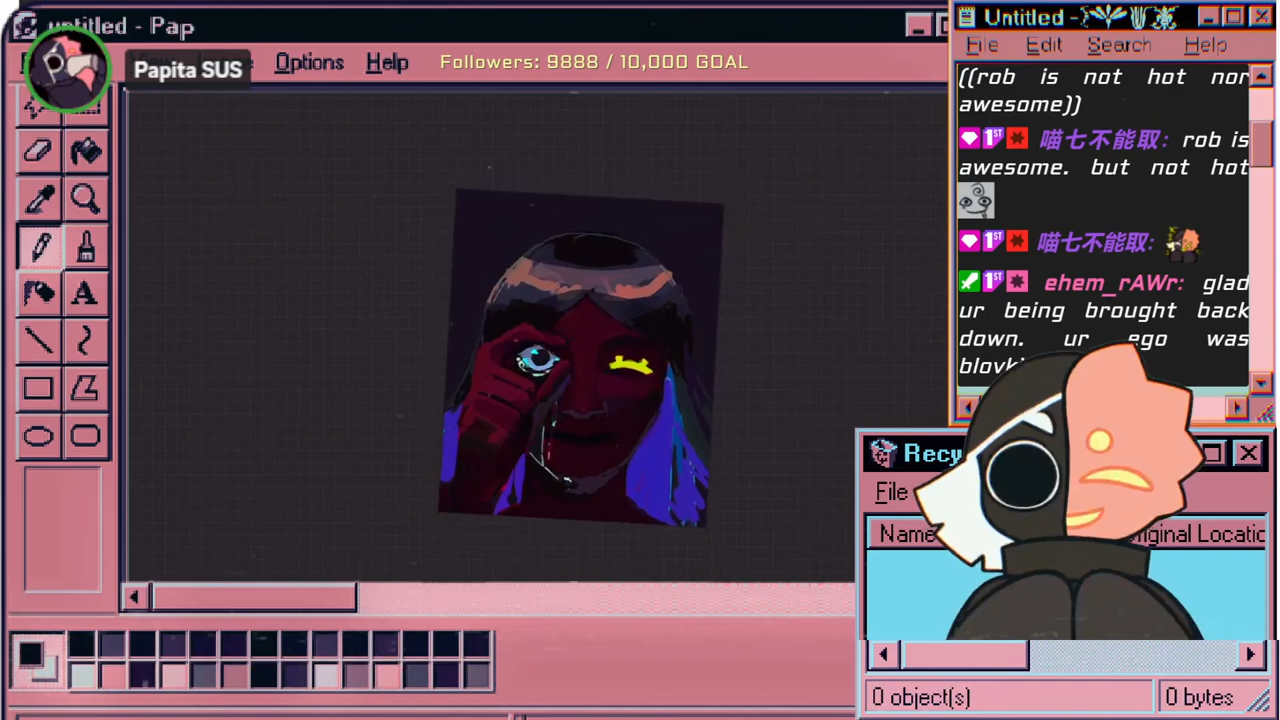 untitled - Pap
Papita SUS
Options
Help
Followers: 9888 / 10,000 GOAL
Untitled -
File Edit Search Help
((rob is not hot nor
awesome))
喵七不能取: rob is
awesome. but not hot
喵七不能取:
ehem_rAWr: glad
ur being brought back
down. ur ego was
Recy
File
Name
iginal Locatio
0 object(s)
0 bytes